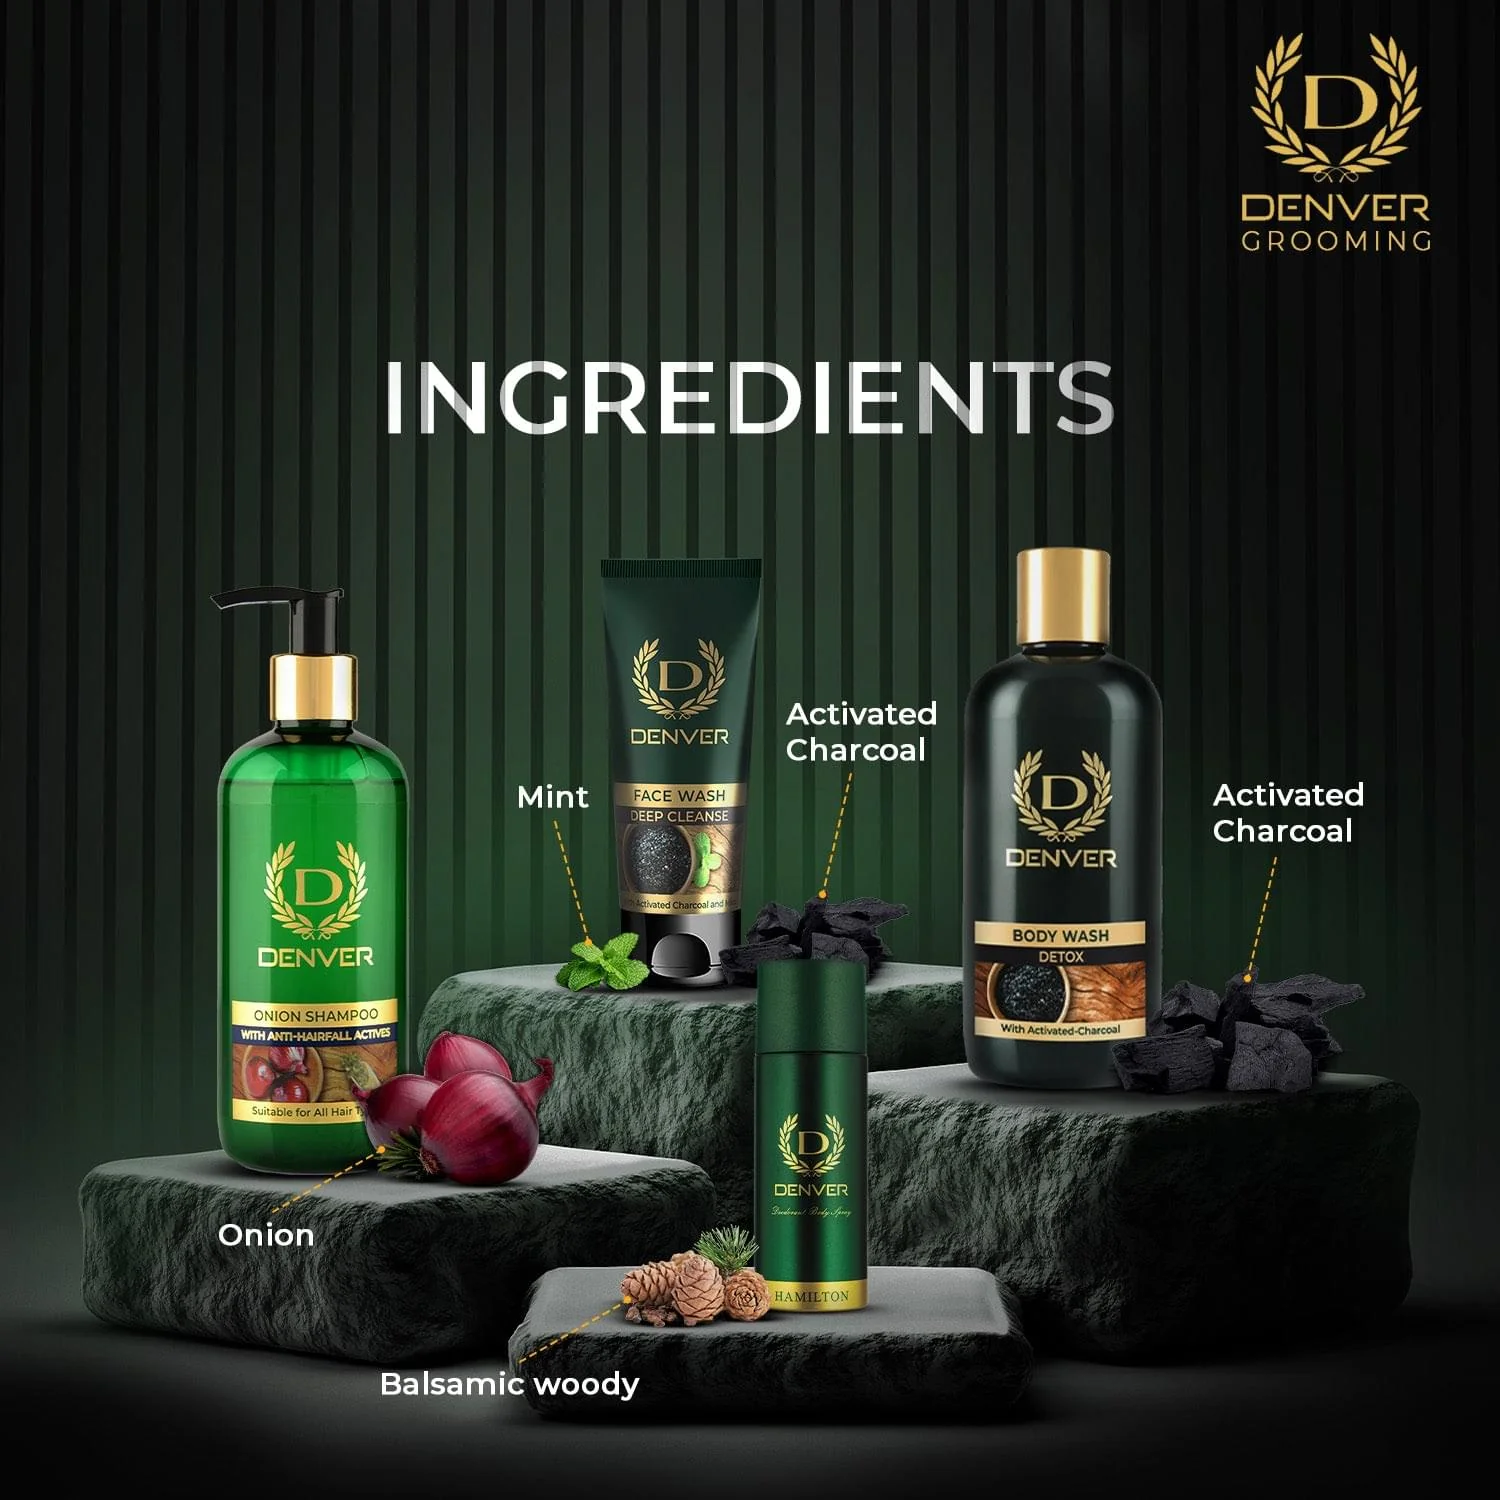 D
DENVER
GROOMING
INGREDIENTS
D
DENVER
FACE WASH
DEEP CLEANSE
Activated Charcoal and
Mint
Activated
Charcoal
D
DENVER
BODY WASH
DETOX
With Activated-Charcoal
Activated
Charcoal
D
DENVER
ONION SHAMPOO
WITH ANTI-HAIRFALL ACTIVES
Suitable for All Hair
Onion
D
DENVER
Deodorant Body Spray
HAMILTON
Balsamic woody